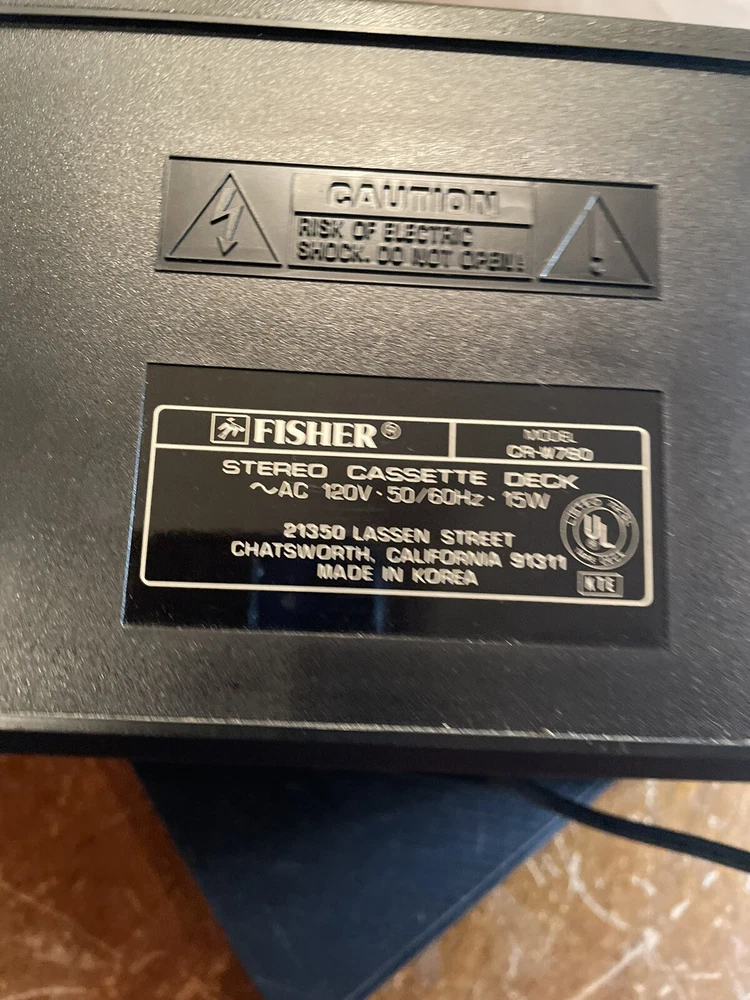 CAUTION
RISK OF ELECTRIC
SHOCK. DO NOT OPEN!
FISHER®
MODEL
CR-W780
STEREO CASSETTE DECK
~AC 120V · 50/60Hz · 15W
UL
21350 LASSEN STREET
CHATSWORTH, CALIFORNIA 91311
MADE IN KOREA